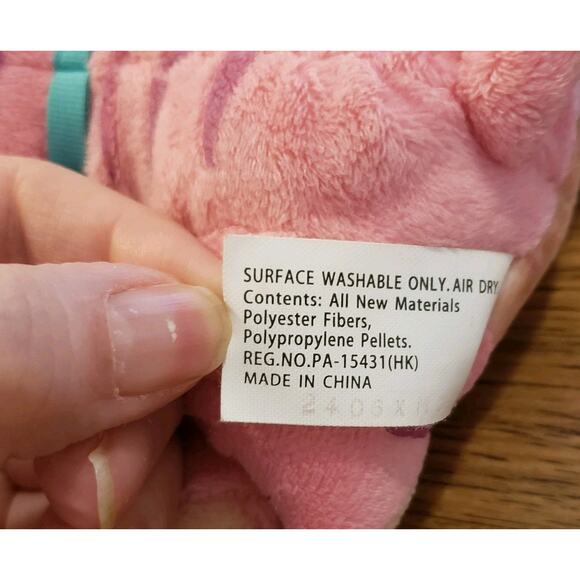 SURFACE WASHABLE ONLY. AIR DRY
Contents: All New Materials
Polyester Fibers,
Polypropylene Pellets.
REG.NO.PA-15431(HK)
MADE IN CHINA